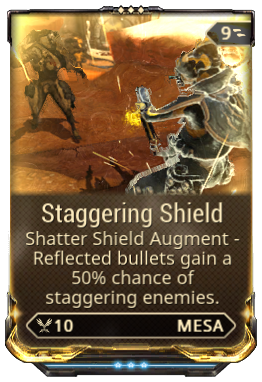 9
Staggering Shield
Shatter Shield Augment -
Reflected bullets gain a
50% chance of
staggering enemies.
10 MESA